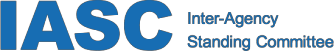 IASC
Inter-Agency
Standing Committee